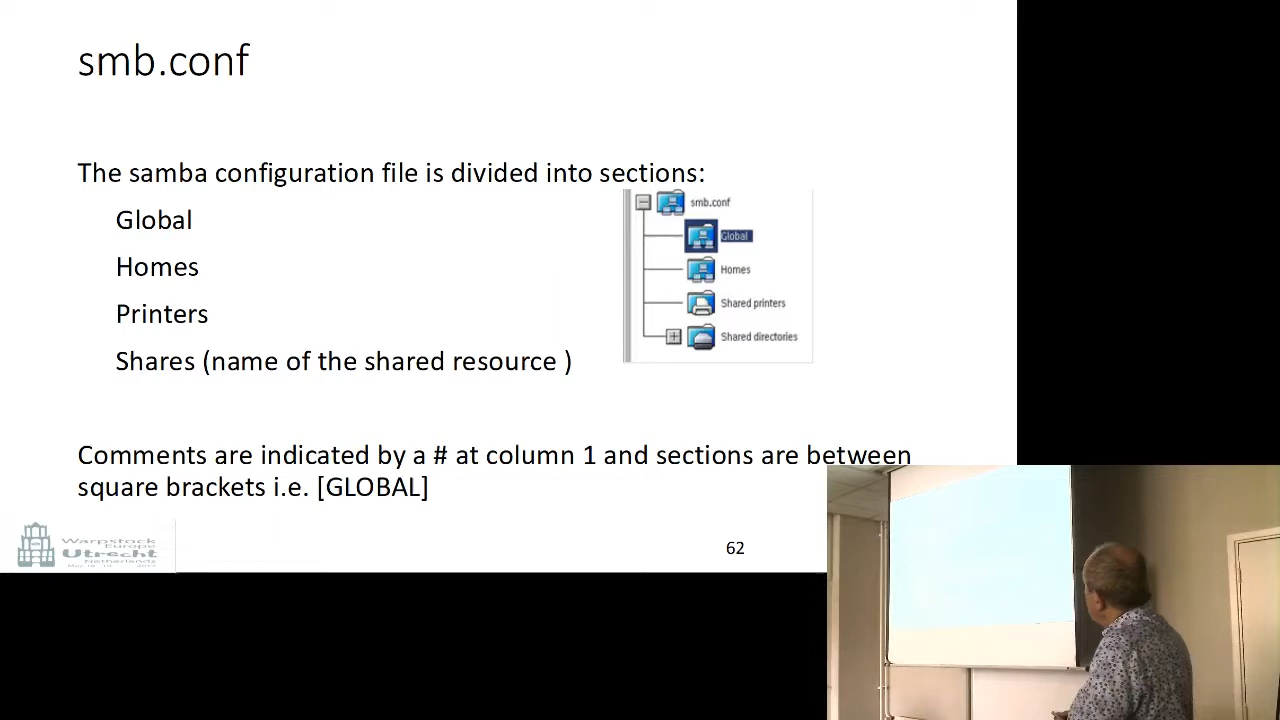 smb.conf
The samba configuration file is divided into sections:
Global
Homes
Printers
Shares (name of the shared resource )
smb.conf
Global
Homes
Shared printers
Shared directories
Comments are indicated by a # at column 1 and sections are between
square brackets i.e. [GLOBAL]
Warpstock
Europe
Utrecht
Netherlands
62